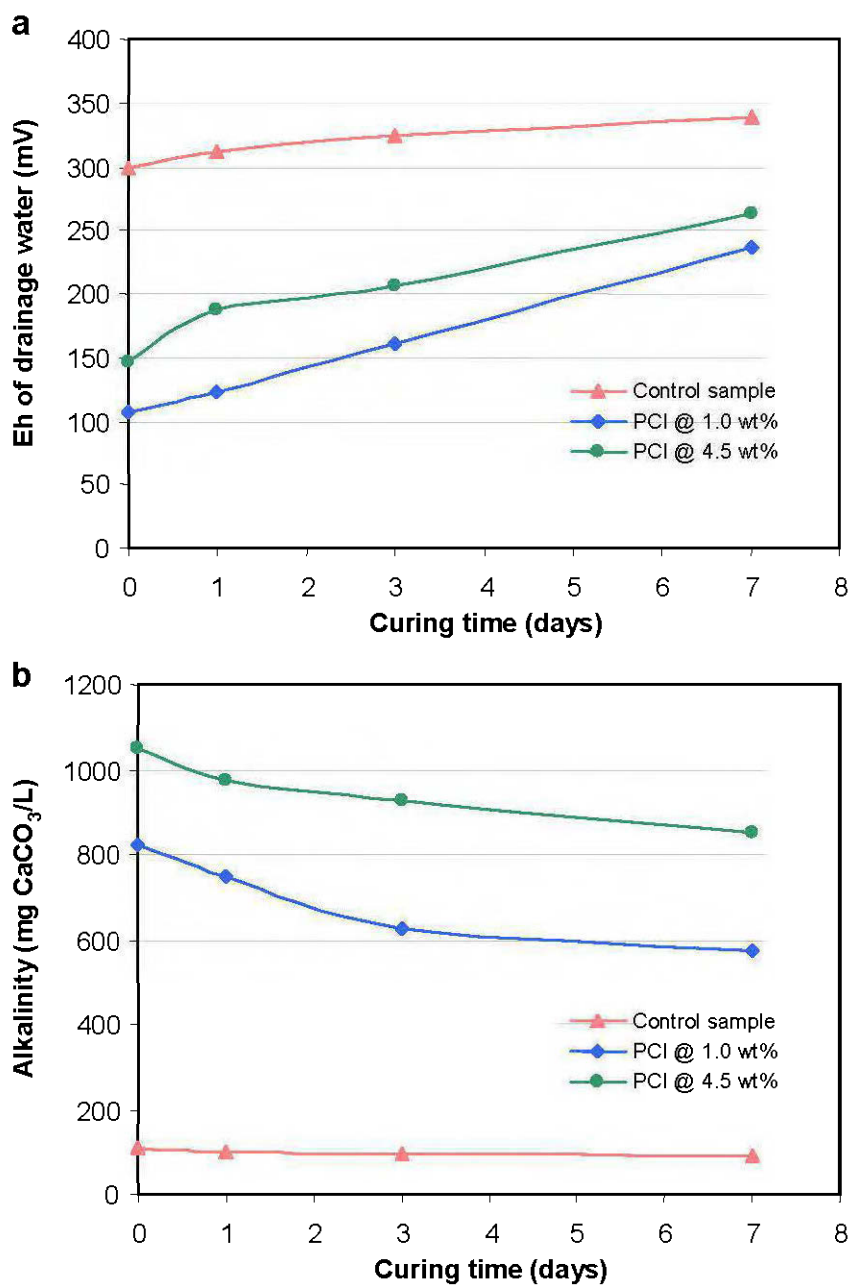 a
400
350
300
250
200
150
100
50
0
Eh of drainage water (mV)
Control sample
PCI @ 1.0 wt%
PCI @ 4.5 wt%
0 1 2 3 4 5 6 7 8
Curing time (days)
b
1200
1000
800
600
400
200
0
Alkalinity (mg CaCO₃/L)
Control sample
PCI @ 1.0 wt%
PCI @ 4.5 wt%
0 1 2 3 4 5 6 7 8
Curing time (days)